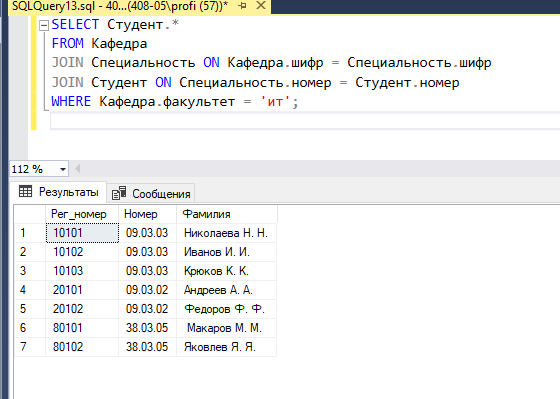 SQLQuery13.sql - 40...(408-05\profi (57))*
SELECT Студент.*
FROM Кафедра
JOIN Специальность ON Кафедра.шифр = Специальность.шифр
JOIN Студент ON Специальность.номер = Студент.номер
WHERE Кафедра.факультет = 'ит';
112 %
Результаты Сообщения
Рег_номер Номер Фамилия
1 10101 09.03.03 Николаева Н. Н.
2 10102 09.03.03 Иванов И. И.
3 10103 09.03.03 Крюков К. К.
4 20101 09.03.02 Андреев А. А.
5 20102 09.03.02 Федоров Ф. Ф.
6 80101 38.03.05 Макаров М. М.
7 80102 38.03.05 Яковлев Я. Я.